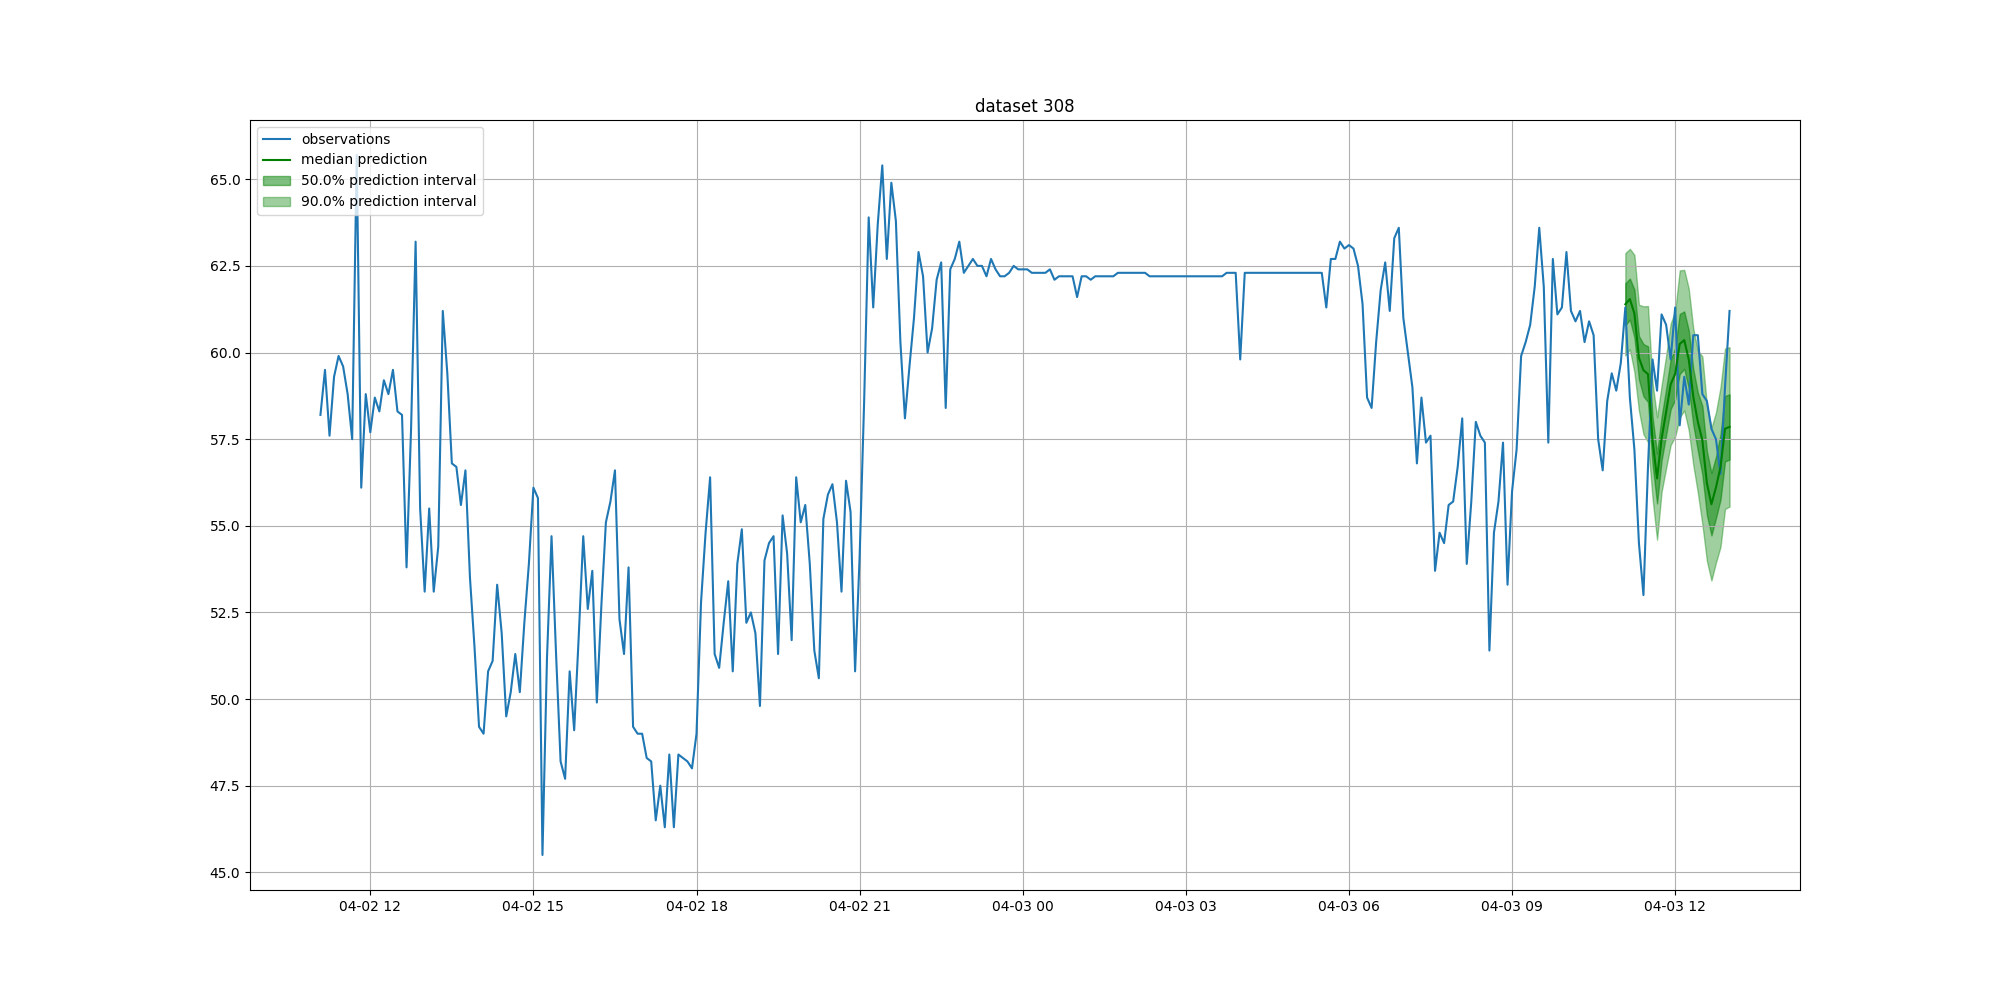 dataset 308
observations
median prediction
50.0% prediction interval
90.0% prediction interval
65.0
62.5
60.0
57.5
55.0
52.5
50.0
47.5
45.0
04-02 12 04-02 15 04-02 18 04-02 21 04-03 00 04-03 03 04-03 06 04-03 09 04-03 12